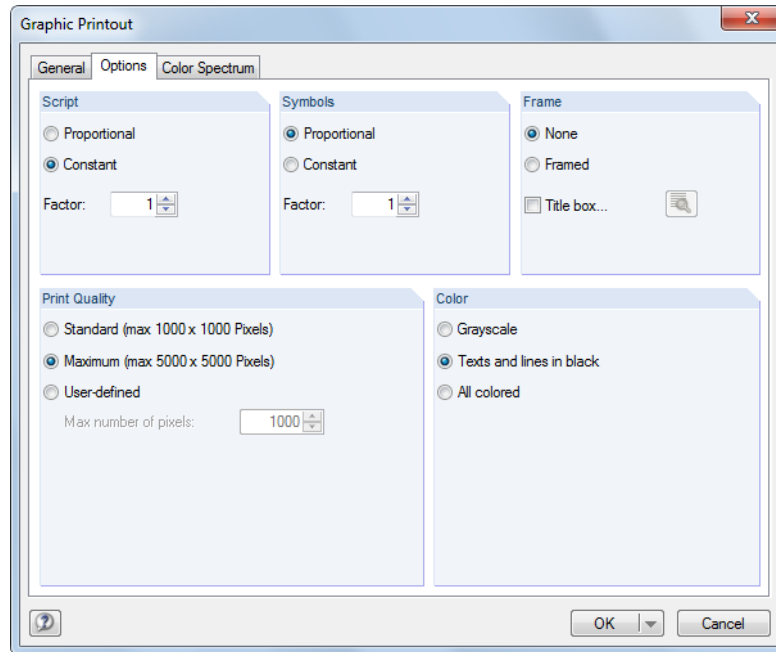 Graphic Printout
General Options Color Spectrum
Script
Proportional
Constant
Factor: 1
Symbols
Proportional
Constant
Factor: 1
Frame
None
Framed
Title box...
Print Quality
Standard (max 1000 x 1000 Pixels)
Maximum (max 5000 x 5000 Pixels)
User-defined
Max number of pixels: 1000
Color
Grayscale
Texts and lines in black
All colored
OK Cancel